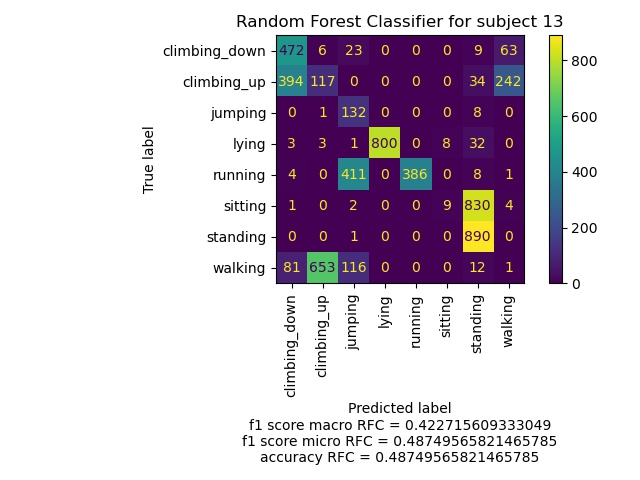 Random Forest Classifier for subject 13
climbing_down 472 6 23 0 0 0 9 63
climbing_up 394 117 0 0 0 0 34 242
jumping 0 1 132 0 0 0 8 0
lying 3 3 1 800 0 8 32 0
running 4 0 411 0 386 0 8 1
sitting 1 0 2 0 0 9 830 4
standing 0 0 1 0 0 0 890 0
walking 81 653 116 0 0 0 12 1
True label
800
600
400
200
0
climbing_down climbing_up jumping lying running sitting standing walking
Predicted label
f1 score macro RFC = 0.422715609333049
f1 score micro RFC = 0.48749565821465785
accuracy RFC = 0.48749565821465785